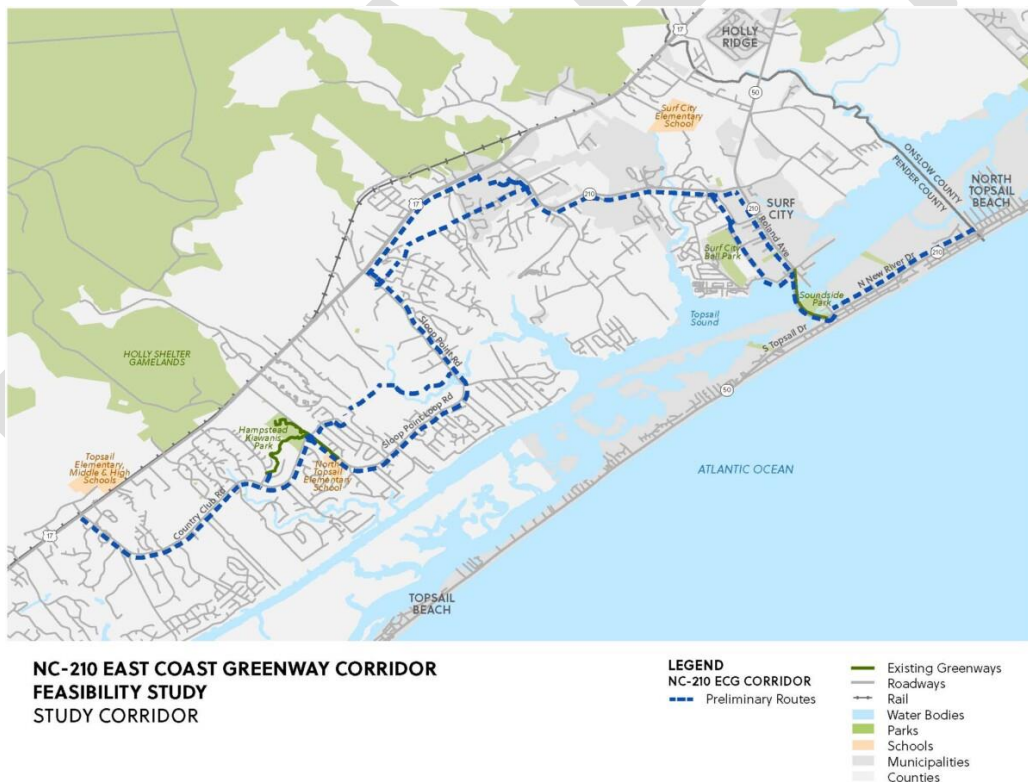 17
HOLLY
RIDGE
50
Surf City
Elementary
School
ONSLOW COUNTY
PENDER COUNTY
NORTH
TOPSAIL
BEACH
17
210
210
SURF
CITY
Roland Ave
Surf City
Ball Park
N New River Dr
210
Soundside
Park
Topsail
Sound
S Topsail Dr
50
Sloop Point Rd
HOLLY SHELTER
GAMELANDS
Sloop Point Loop Rd
Hampstead
Kiawanis
Park
North
Topsail
Elementary
School
Topsail
Elementary,
Middle & High
Schools
Country Club Rd
17
ATLANTIC OCEAN
TOPSAIL
BEACH
NC-210 EAST COAST GREENWAY CORRIDOR
FEASIBILITY STUDY
STUDY CORRIDOR
LEGEND
NC-210 ECG CORRIDOR
Preliminary Routes
Existing Greenways
Roadways
Rail
Water Bodies
Parks
Schools
Municipalities
Counties